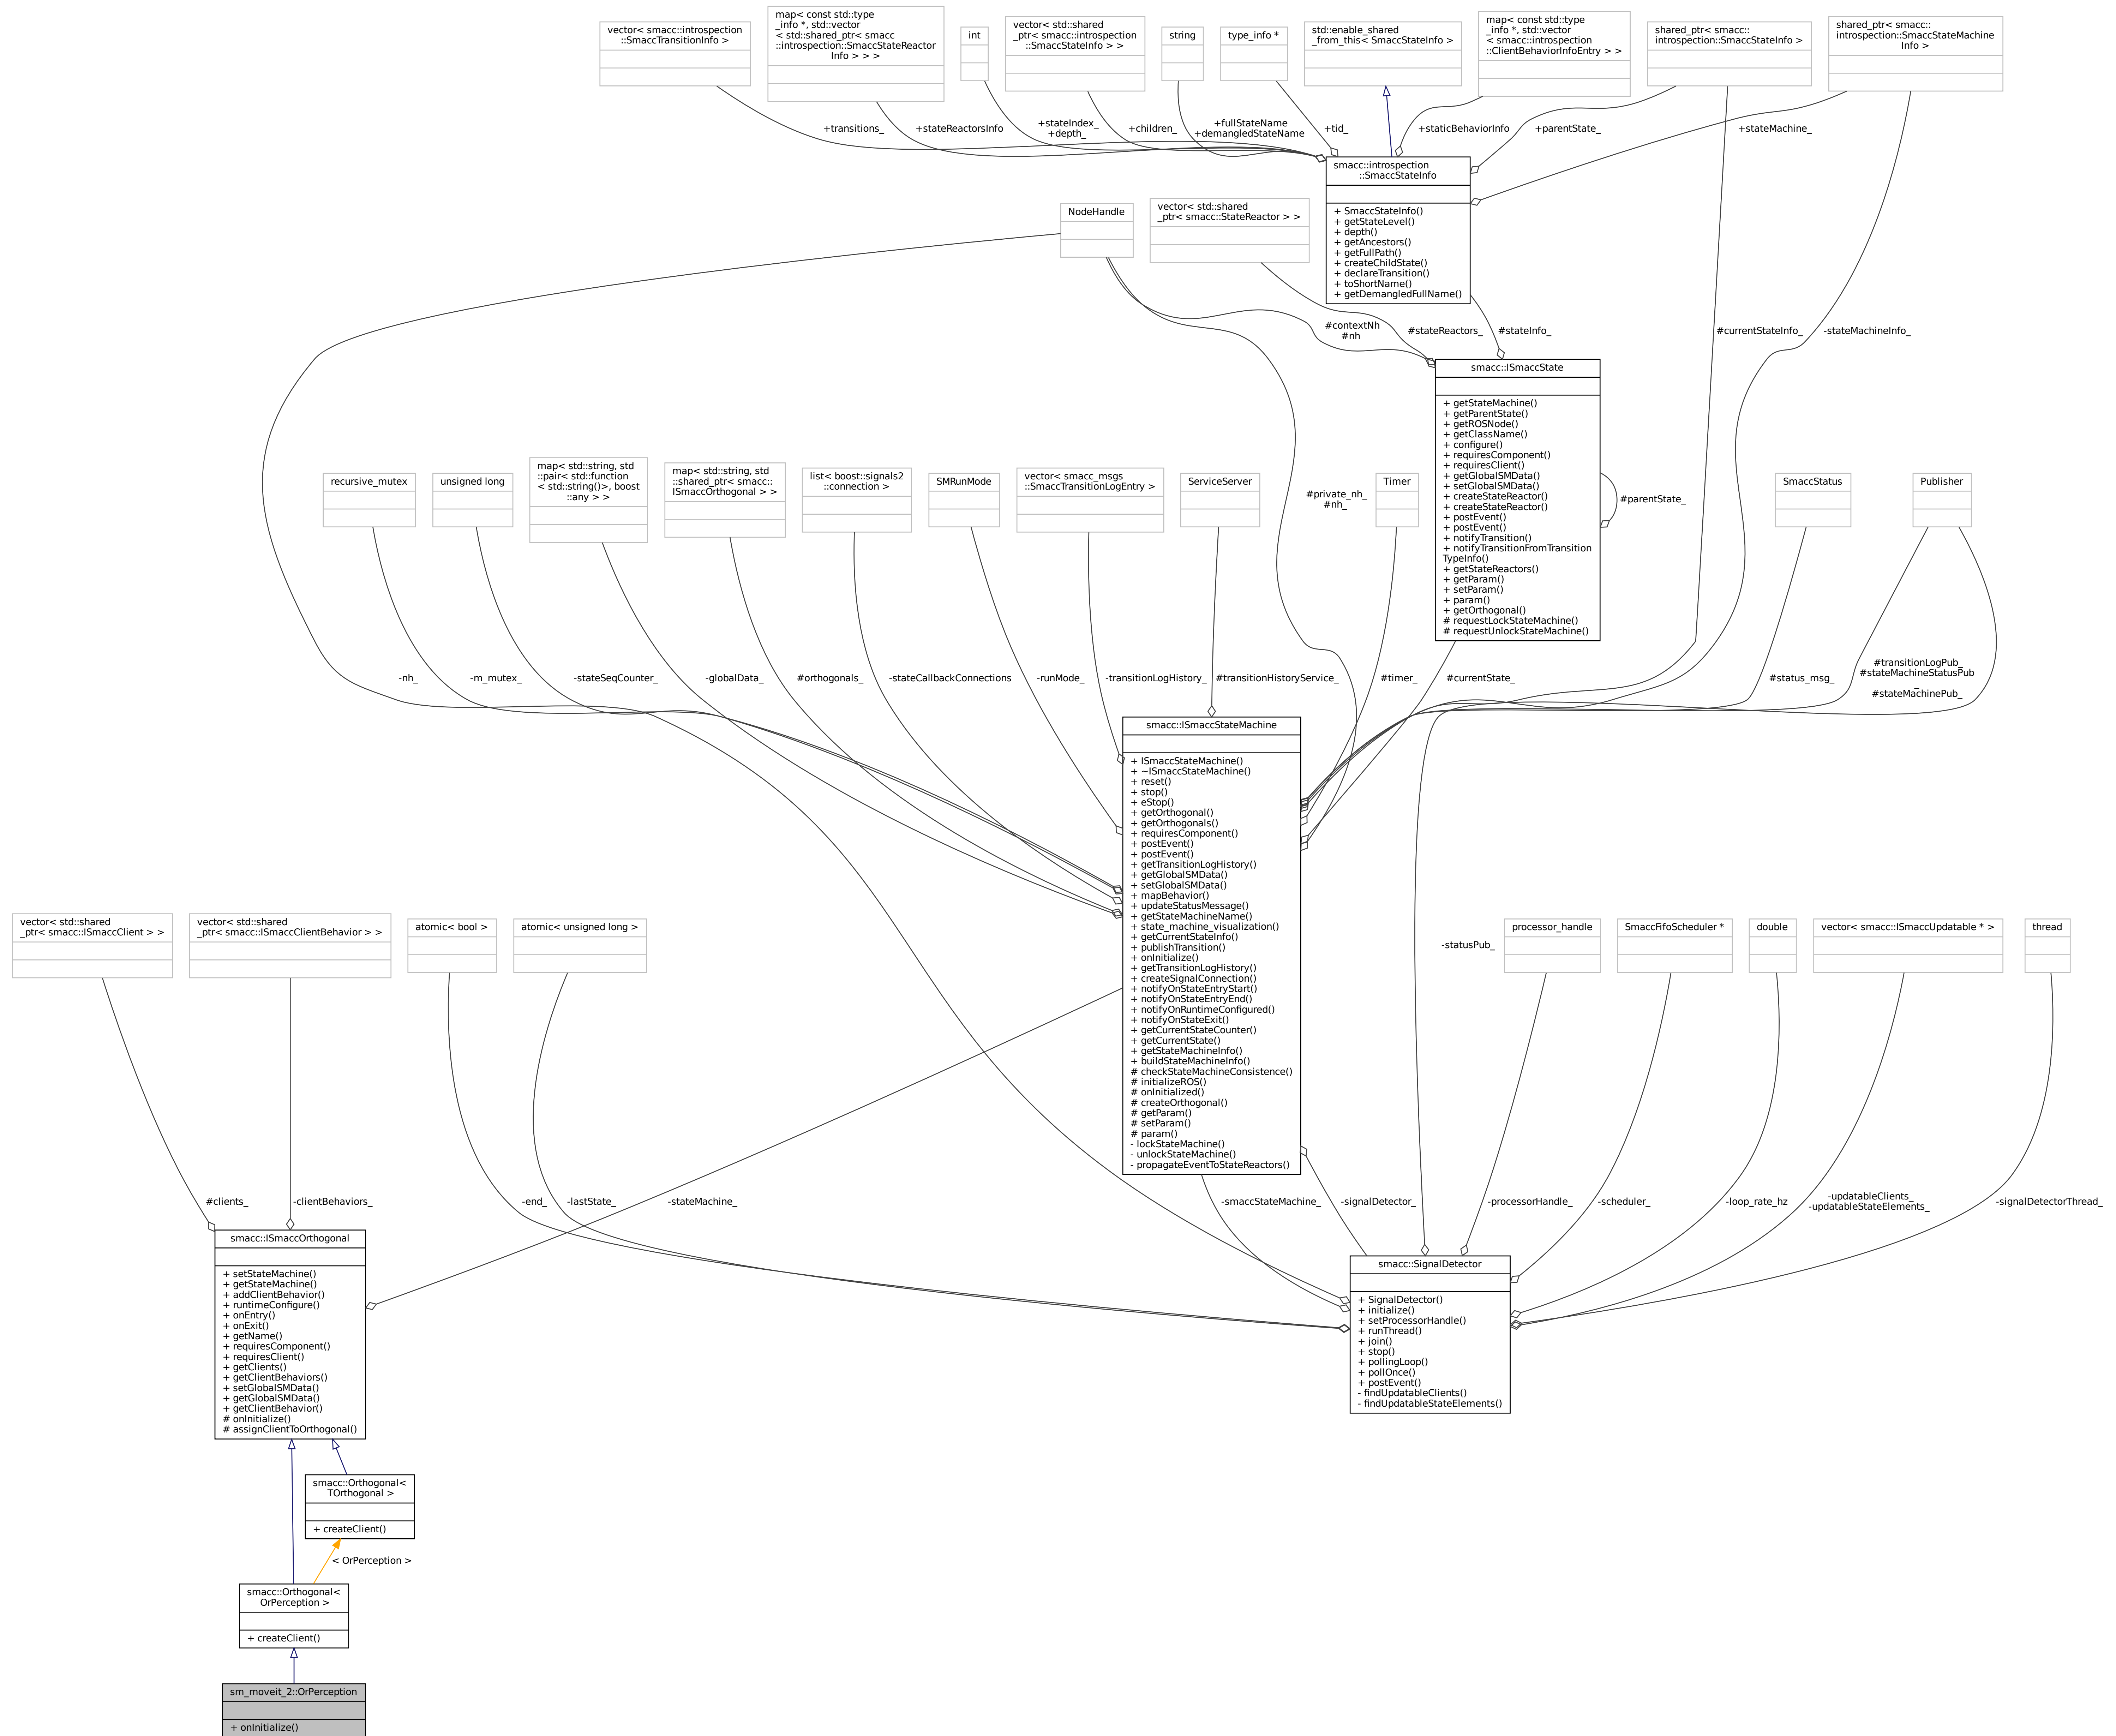 vector< smacc::introspection
::SmaccTransitionInfo >
map< const std::type
_info *, std::vector
< std::shared_ptr< smacc
::introspection::SmaccStateReactor
Info > > >
int
vector< std::shared
_ptr< smacc::introspection
::SmaccStateInfo > >
string
type_info *
std::enable_shared
_from_this< SmaccStateInfo >
map< const std::type
_info *, std::vector
< smacc::introspection
::ClientBehaviorInfoEntry > >
shared_ptr< smacc::
introspection::SmaccStateInfo >
shared_ptr< smacc::
introspection::SmaccStateMachine
Info >
+transitions_
+stateReactorsInfo
+stateIndex_
+depth_
+children_
+fullStateName
+demangledStateName
+tid_
+staticBehaviorInfo
+parentState_
+stateMachine_
smacc::introspection
::SmaccStateInfo
+ SmaccStateInfo()
+ getStateLevel()
+ depth()
+ getAncestors()
+ getFullPath()
+ createChildState()
+ declareTransition()
+ toShortName()
+ getDemangledFullName()
NodeHandle
vector< std::shared
_ptr< smacc::StateReactor > >
#contextNh
#nh
#stateReactors_
#stateInfo_
#currentStateInfo_
-stateMachineInfo_
smacc::ISmaccState
+ getStateMachine()
+ getParentState()
+ getROSNode()
+ getClassName()
+ configure()
+ requiresComponent()
+ requiresClient()
+ getGlobalSMData()
+ setGlobalSMData()
+ createStateReactor()
+ createStateReactor()
+ postEvent()
+ postEvent()
+ notifyTransition()
+ notifyTransitionFromTransition
TypeInfo()
+ getStateReactors()
+ getParam()
+ setParam()
+ param()
+ getOrthogonal()
# requestLockStateMachine()
# requestUnlockStateMachine()
#parentState_
recursive_mutex
unsigned long
map< std::string, std
::pair< std::function
< std::string()>, boost
::any > >
map< std::string, std
::shared_ptr< smacc::
ISmaccOrthogonal > >
list< boost::signals2
::connection >
SMRunMode
vector< smacc_msgs
::SmaccTransitionLogEntry >
ServiceServer
#private_nh_
#nh_
Timer
SmaccStatus
Publisher
-nh_
-m_mutex_
-stateSeqCounter_
-globalData_
#orthogonals_
-stateCallbackConnections
-runMode_
-transitionLogHistory_
#transitionHistoryService_
#timer_
#currentState_
#status_msg_
#transitionLogPub_
#stateMachineStatusPub
_
#stateMachinePub_
smacc::ISmaccStateMachine
+ ISmaccStateMachine()
+ ~ISmaccStateMachine()
+ reset()
+ stop()
+ eStop()
+ getOrthogonal()
+ getOrthogonals()
+ requiresComponent()
+ postEvent()
+ postEvent()
+ getTransitionLogHistory()
+ getGlobalSMData()
+ setGlobalSMData()
+ mapBehavior()
+ updateStatusMessage()
+ getStateMachineName()
+ state_machine_visualization()
+ getCurrentStateInfo()
+ publishTransition()
+ onInitialize()
+ getTransitionLogHistory()
+ createSignalConnection()
+ notifyOnStateEntryStart()
+ notifyOnStateEntryEnd()
+ notifyOnRuntimeConfigured()
+ notifyOnStateExit()
+ getCurrentStateCounter()
+ getCurrentState()
+ getStateMachineInfo()
+ buildStateMachineInfo()
# checkStateMachineConsistence()
# initializeROS()
# onInitialized()
# createOrthogonal()
# getParam()
# setParam()
# param()
- lockStateMachine()
- unlockStateMachine()
- propagateEventToStateReactors()
vector< std::shared
_ptr< smacc::ISmaccClient > >
vector< std::shared
_ptr< smacc::ISmaccClientBehavior > >
atomic< bool >
atomic< unsigned long >
-statusPub_
processor_handle
SmaccFifoScheduler *
double
vector< smacc::ISmaccUpdatable * >
thread
#clients_
-clientBehaviors_
-end_
-lastState_
-stateMachine_
-smaccStateMachine_
-signalDetector_
-processorHandle_
-scheduler_
-loop_rate_hz
-updatableClients_
-updatableStateElements_
-signalDetectorThread_
smacc::ISmaccOrthogonal
+ setStateMachine()
+ getStateMachine()
+ addClientBehavior()
+ runtimeConfigure()
+ onEntry()
+ onExit()
+ getName()
+ requiresComponent()
+ requiresClient()
+ getClients()
+ getClientBehaviors()
+ setGlobalSMData()
+ getGlobalSMData()
+ getClientBehavior()
# onInitialize()
# assignClientToOrthogonal()
smacc::SignalDetector
+ SignalDetector()
+ initialize()
+ setProcessorHandle()
+ runThread()
+ join()
+ stop()
+ pollingLoop()
+ pollOnce()
+ postEvent()
- findUpdatableClients()
- findUpdatableStateElements()
smacc::Orthogonal<
TOrthogonal >
+ createClient()
< OrPerception >
smacc::Orthogonal<
OrPerception >
+ createClient()
sm_moveit_2::OrPerception
+ onInitialize()